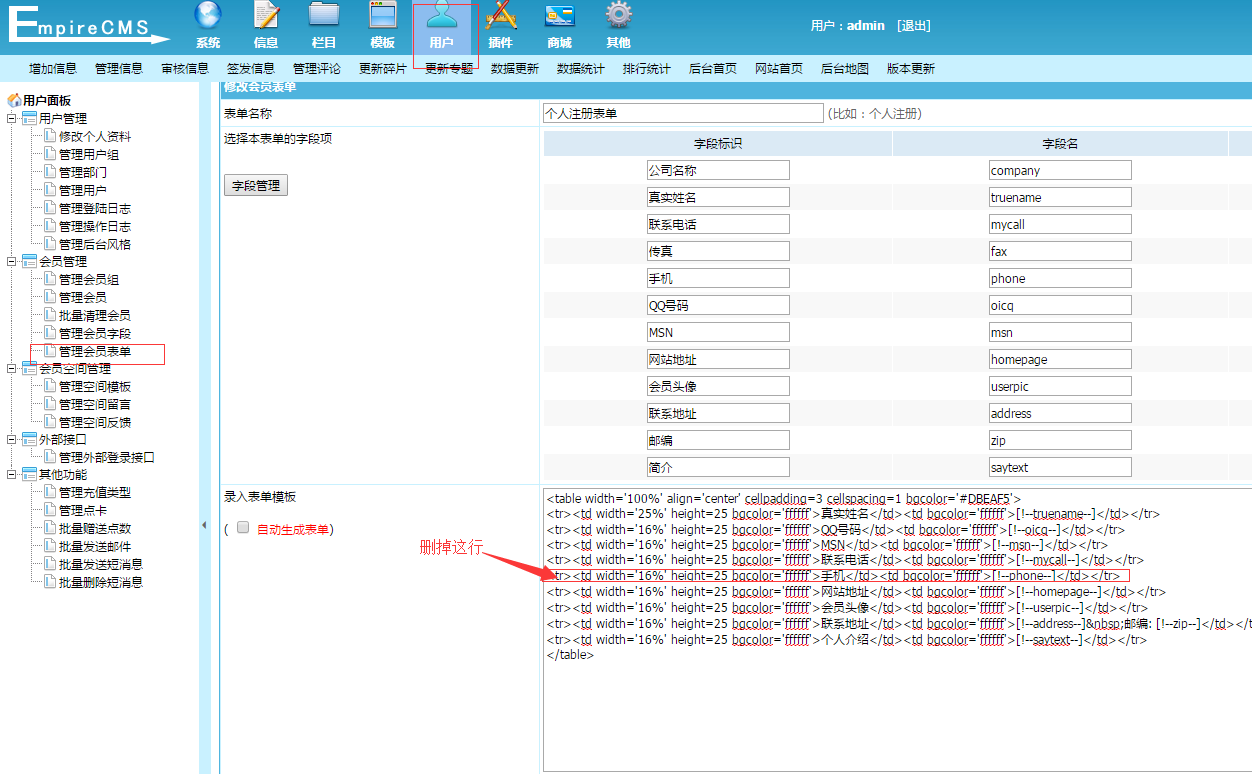 EmpireCMS
系统 信息 栏目 模板 用户 插件 商城 其他
用户：admin [退出]
增加信息 管理信息 审核信息 签发信息 管理评论 更新碎片 更新专题 数据更新 数据统计 排行统计 后台首页 网站首页 后台地图 版本更新
用户面板
用户管理
修改个人资料
管理用户组
管理部门
管理用户
管理登陆日志
管理操作日志
管理后台风格
会员管理
管理会员组
管理会员
批量清理会员
管理会员字段
管理会员表单
会员空间管理
管理空间模板
管理空间留言
管理空间反馈
外部接口
管理外部登录接口
其他功能
管理充值类型
管理点卡
批量赠送点数
批量发送邮件
批量发送短消息
批量删除短消息
修改会员表单
表单名称 个人注册表单 (比如：个人注册)
选择本表单的字段项
字段管理
字段标识 字段名
公司名称 company
真实姓名 truename
联系电话 mycall
传真 fax
手机 phone
QQ号码 oicq
MSN msn
网站地址 homepage
会员头像 userpic
联系地址 address
邮编 zip
简介 saytext
录入表单模板
( 自动生成表单)
删掉这行
<table width='100%' align='center' cellpadding=3 cellspacing=1 bgcolor='#DBEAF5'>
<tr><td width='25%' height=25 bgcolor='ffffff'>真实姓名</td><td bgcolor='ffffff'>[!--truename--]</td></tr>
<tr><td width='16%' height=25 bgcolor='ffffff'>QQ号码</td><td bgcolor='ffffff'>[!--oicq--]</td></tr>
<tr><td width='16%' height=25 bgcolor='ffffff'>MSN</td><td bgcolor='ffffff'>[!--msn--]</td></tr>
<tr><td width='16%' height=25 bgcolor='ffffff'>联系电话</td><td bgcolor='ffffff'>[!--mycall--]</td></tr>
<tr><td width='16%' height=25 bgcolor='ffffff'>手机</td><td bgcolor='ffffff'>[!--phone--]</td></tr>
<tr><td width='16%' height=25 bgcolor='ffffff'>网站地址</td><td bgcolor='ffffff'>[!--homepage--]</td></tr>
<tr><td width='16%' height=25 bgcolor='ffffff'>会员头像</td><td bgcolor='ffffff'>[!--userpic--]</td></tr>
<tr><td width='16%' height=25 bgcolor='ffffff'>联系地址</td><td bgcolor='ffffff'>[!--address--]&nbsp;邮编: [!--zip--]</td></t
<tr><td width='16%' height=25 bgcolor='ffffff'>个人介绍</td><td bgcolor='ffffff'>[!--saytext--]</td></tr>
</table>